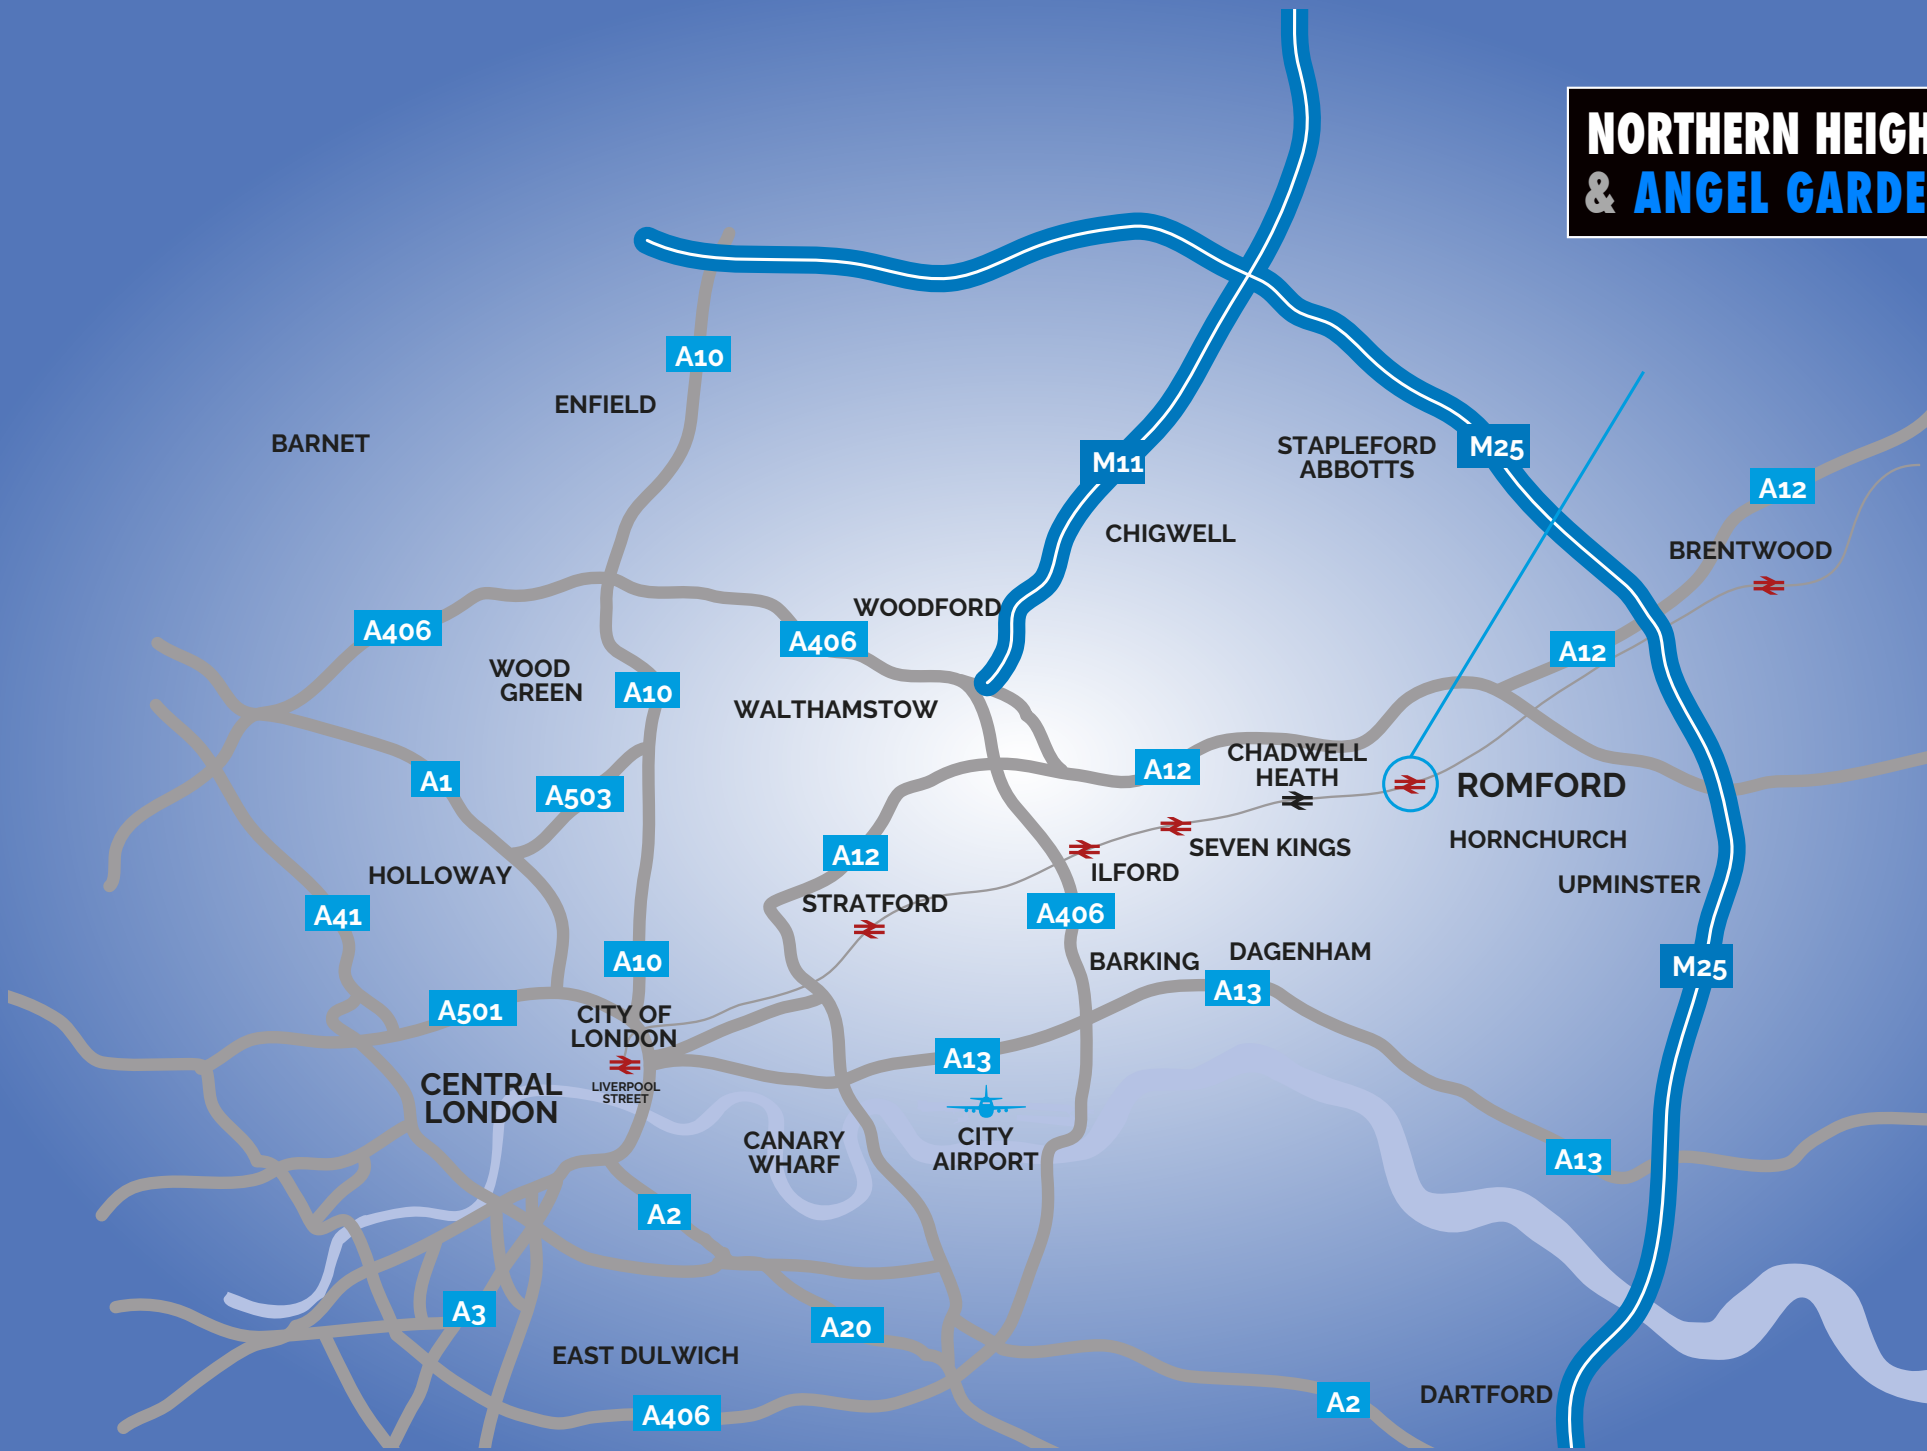 NORTHERN HEIGH
& ANGEL GARDE
A10
ENFIELD
BARNET
M11
STAPLEFORD
ABBOTTS
M25
A12
CHIGWELL
BRENTWOOD
WOODFORD
A406
A406
A12
WOOD
GREEN
A10
WALTHAMSTOW
A1
A503
A12
CHADWELL
HEATH
ROMFORD
HORNCHURCH
SEVEN KINGS
A12
ILFORD
HOLLOWAY
UPMINSTER
STRATFORD
A41
A406
BARKING
DAGENHAM
A10
M25
A13
A501
CITY OF
LONDON
A13
LIVERPOOL
STREET
CENTRAL
LONDON
CANARY
WHARF
CITY
AIRPORT
A13
A2
A3
A20
EAST DULWICH
A406
A2
DARTFORD